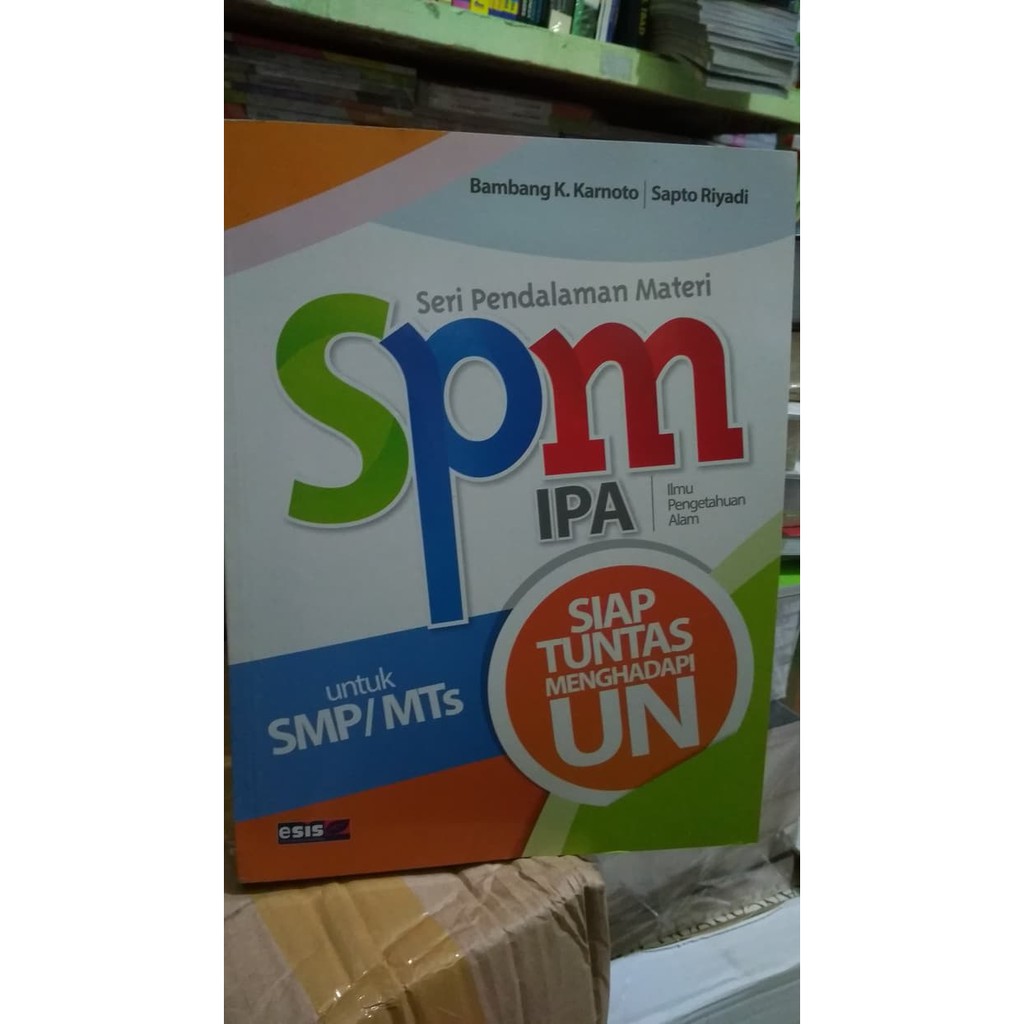 Bambang K. Karnoto | Sapto Riyadi
Seri Pendalaman Materi
spm
IPA
Ilmu
Pengetahuan
Alam
SIAP
TUNTAS
MENGHADAPI
UN
untuk
SMP/MTs
esis